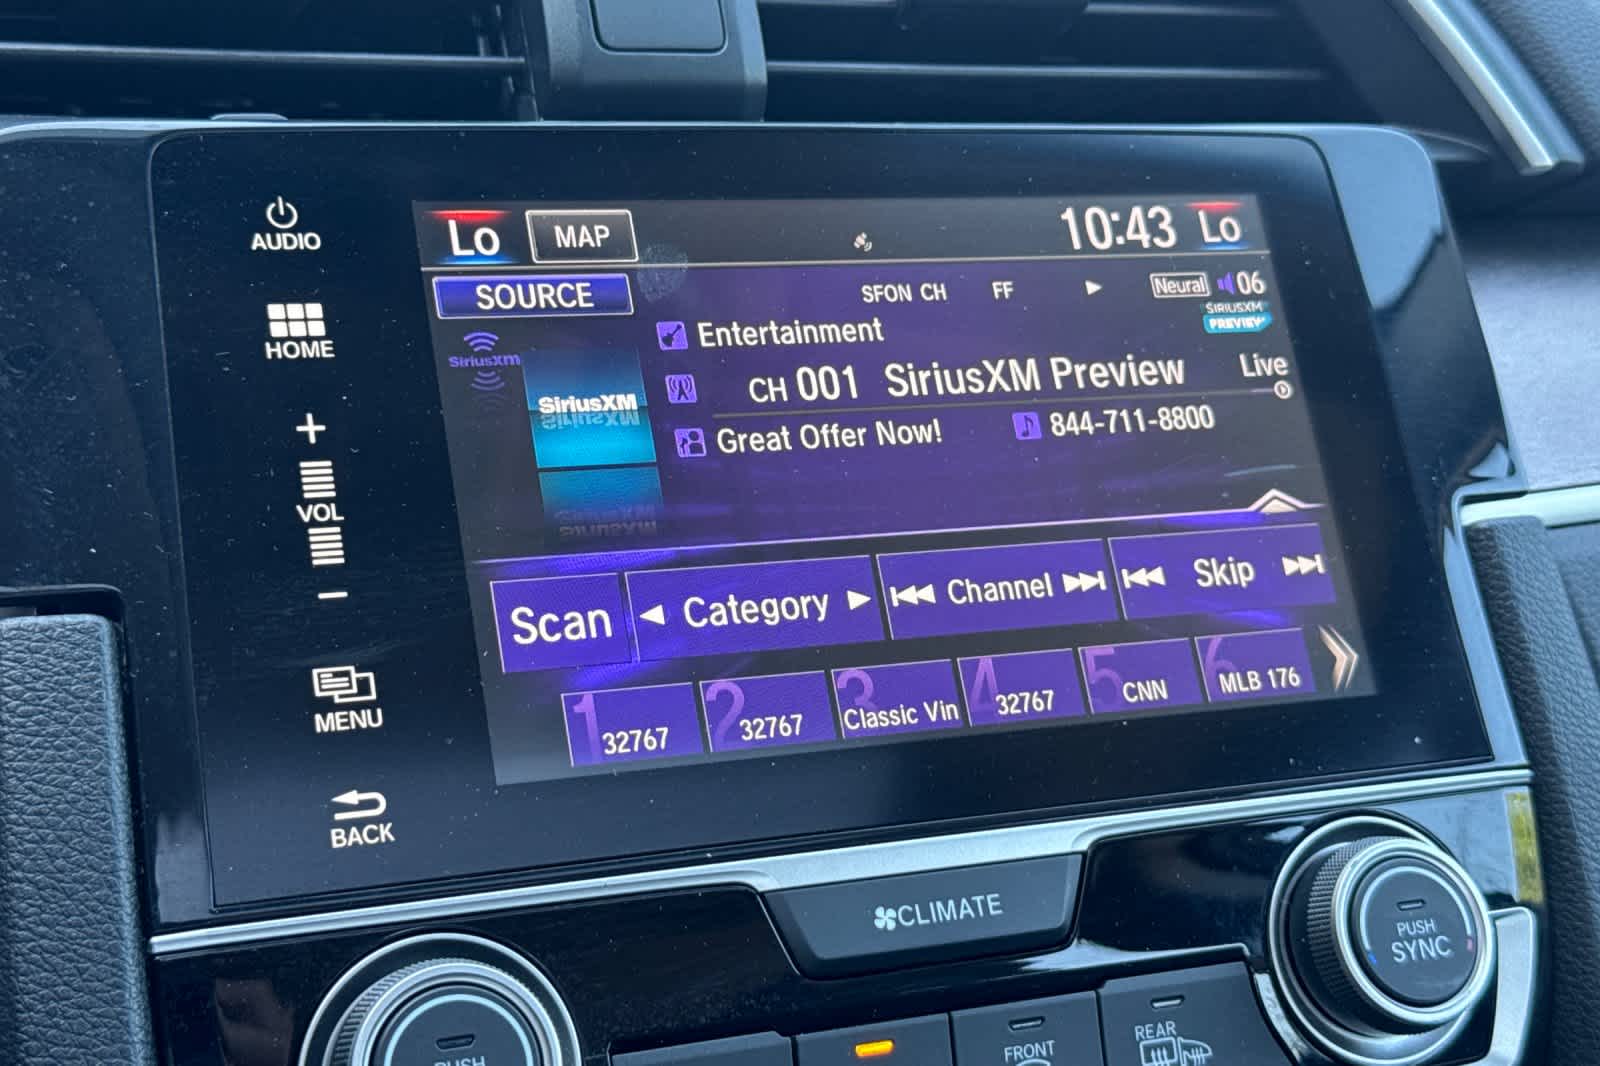 AUDIO
HOME
+
VOL
–
MENU
BACK
Lo
MAP
10:43
Lo
SOURCE
SFON CH
FF
Neural
06
SIRIUSXM
PREVIEW
SiriusXM
SiriusXM
Entertainment
CH 001 SiriusXM Preview
Live
Great Offer Now!
844-711-8800
Scan
Category
Channel
Skip
1 32767
2 32767
3 Classic Vin
4 32767
5 CNN
6 MLB 176
CLIMATE
PUSH
SYNC
PUSH
FRONT
REAR